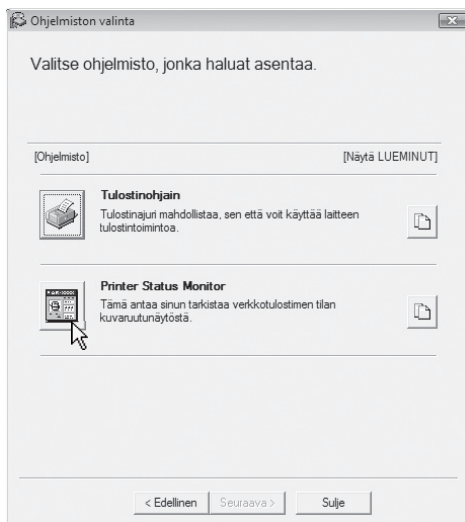 Ohjelmiston valinta
Valitse ohjelmisto, jonka haluat asentaa.
[Ohjelmisto] [Näytä LUEMINUT]
Tulostinohjain
Tulostinajuri mahdollistaa, sen että voit käyttää laitteen
tulostintoimintoa.
Printer Status Monitor
Tämä antaa sinun tarkistaa verkkotulostimen tilan
kuvaruutunäytöstä.
< Edellinen Seuraava > Sulje